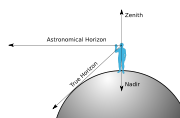 Zenith
Astronomical Horizon
True Horizon
Nadir